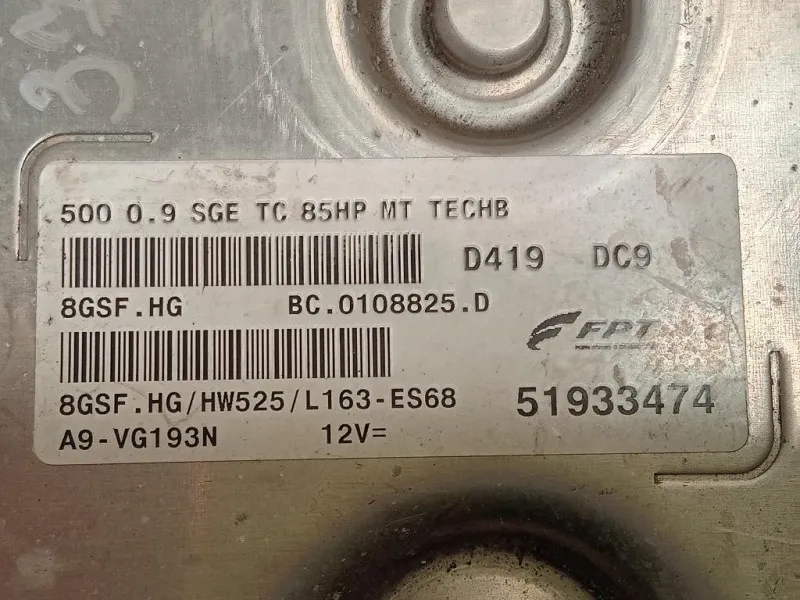 500 0.9 SGE TC 85HP MT TECHB
D419 DC9
8GSF.HG BC.0108825.D
FPT
8GSF.HG/HW525/L163-ES68
51933474
A9-VG193N 12V=